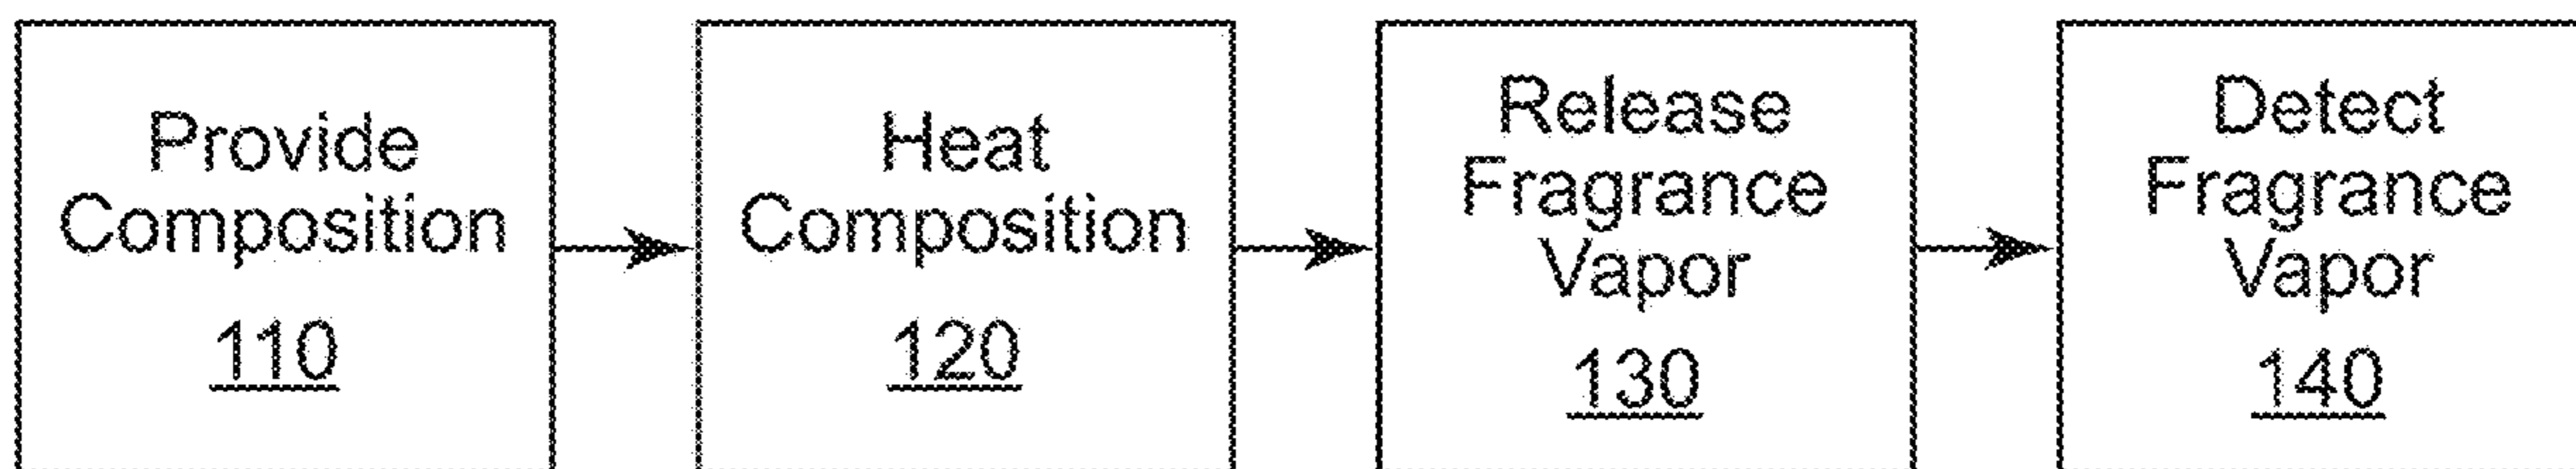 Provide
Composition
110
Heat
Composition
120
Release
Fragrance
Vapor
130
Detect
Fragrance
Vapor
140